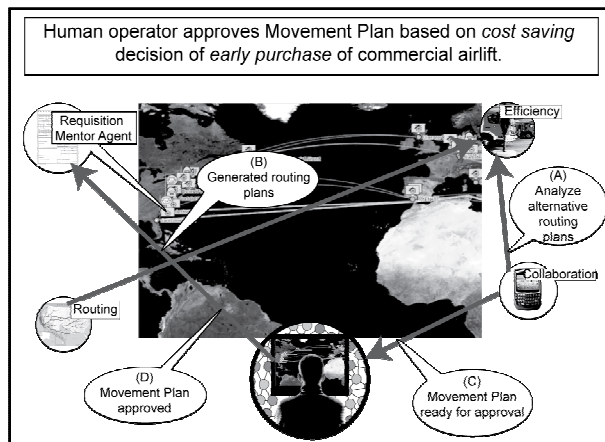 Human operator approves Movement Plan based on cost saving
decision of early purchase of commercial airlift.
Requisition
Mentor Agent
Efficiency
(B)
Generated routing
plans
(A)
Analyze
alternative
routing
plans
Collaboration
Routing
(D)
Movement Plan
approved
(C)
Movement Plan
ready for approval